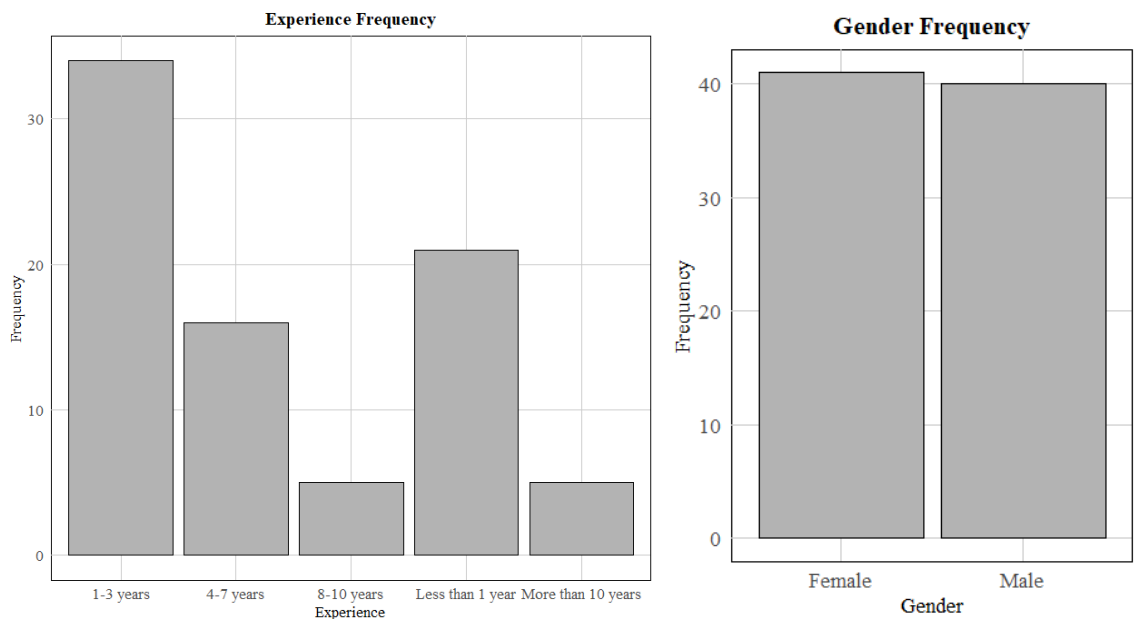 Experience Frequency
Frequency
30
20
10
0
1-3 years
4-7 years
8-10 years
Less than 1 year
More than 10 years
Experience
Gender Frequency
Frequency
40
30
20
10
0
Female
Male
Gender